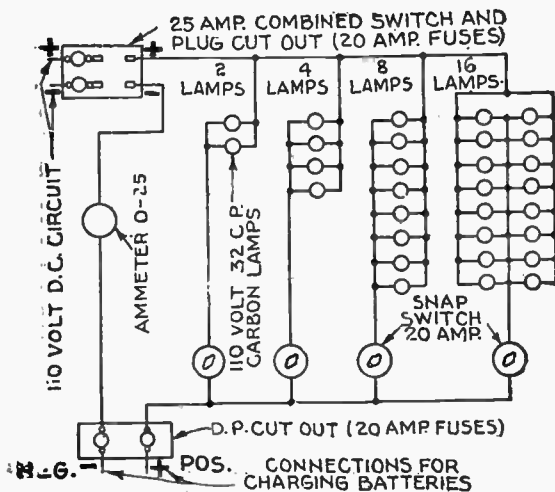 25 AMP. COMBINED SWITCH AND
PLUG CUT OUT (20 AMP. FUSES)
+
+
-
2
LAMPS
4
LAMPS
8
LAMPS
16
LAMPS
110 VOLT D.C. CIRCUIT
AMMETER 0-25
110 VOLT 32 C.P.
CARBON LAMPS
SNAP
SWITCH
20 AMP.
D.P. CUT OUT (20 AMP. FUSES)
-
+
POS.
CONNECTIONS FOR
CHARGING BATTERIES